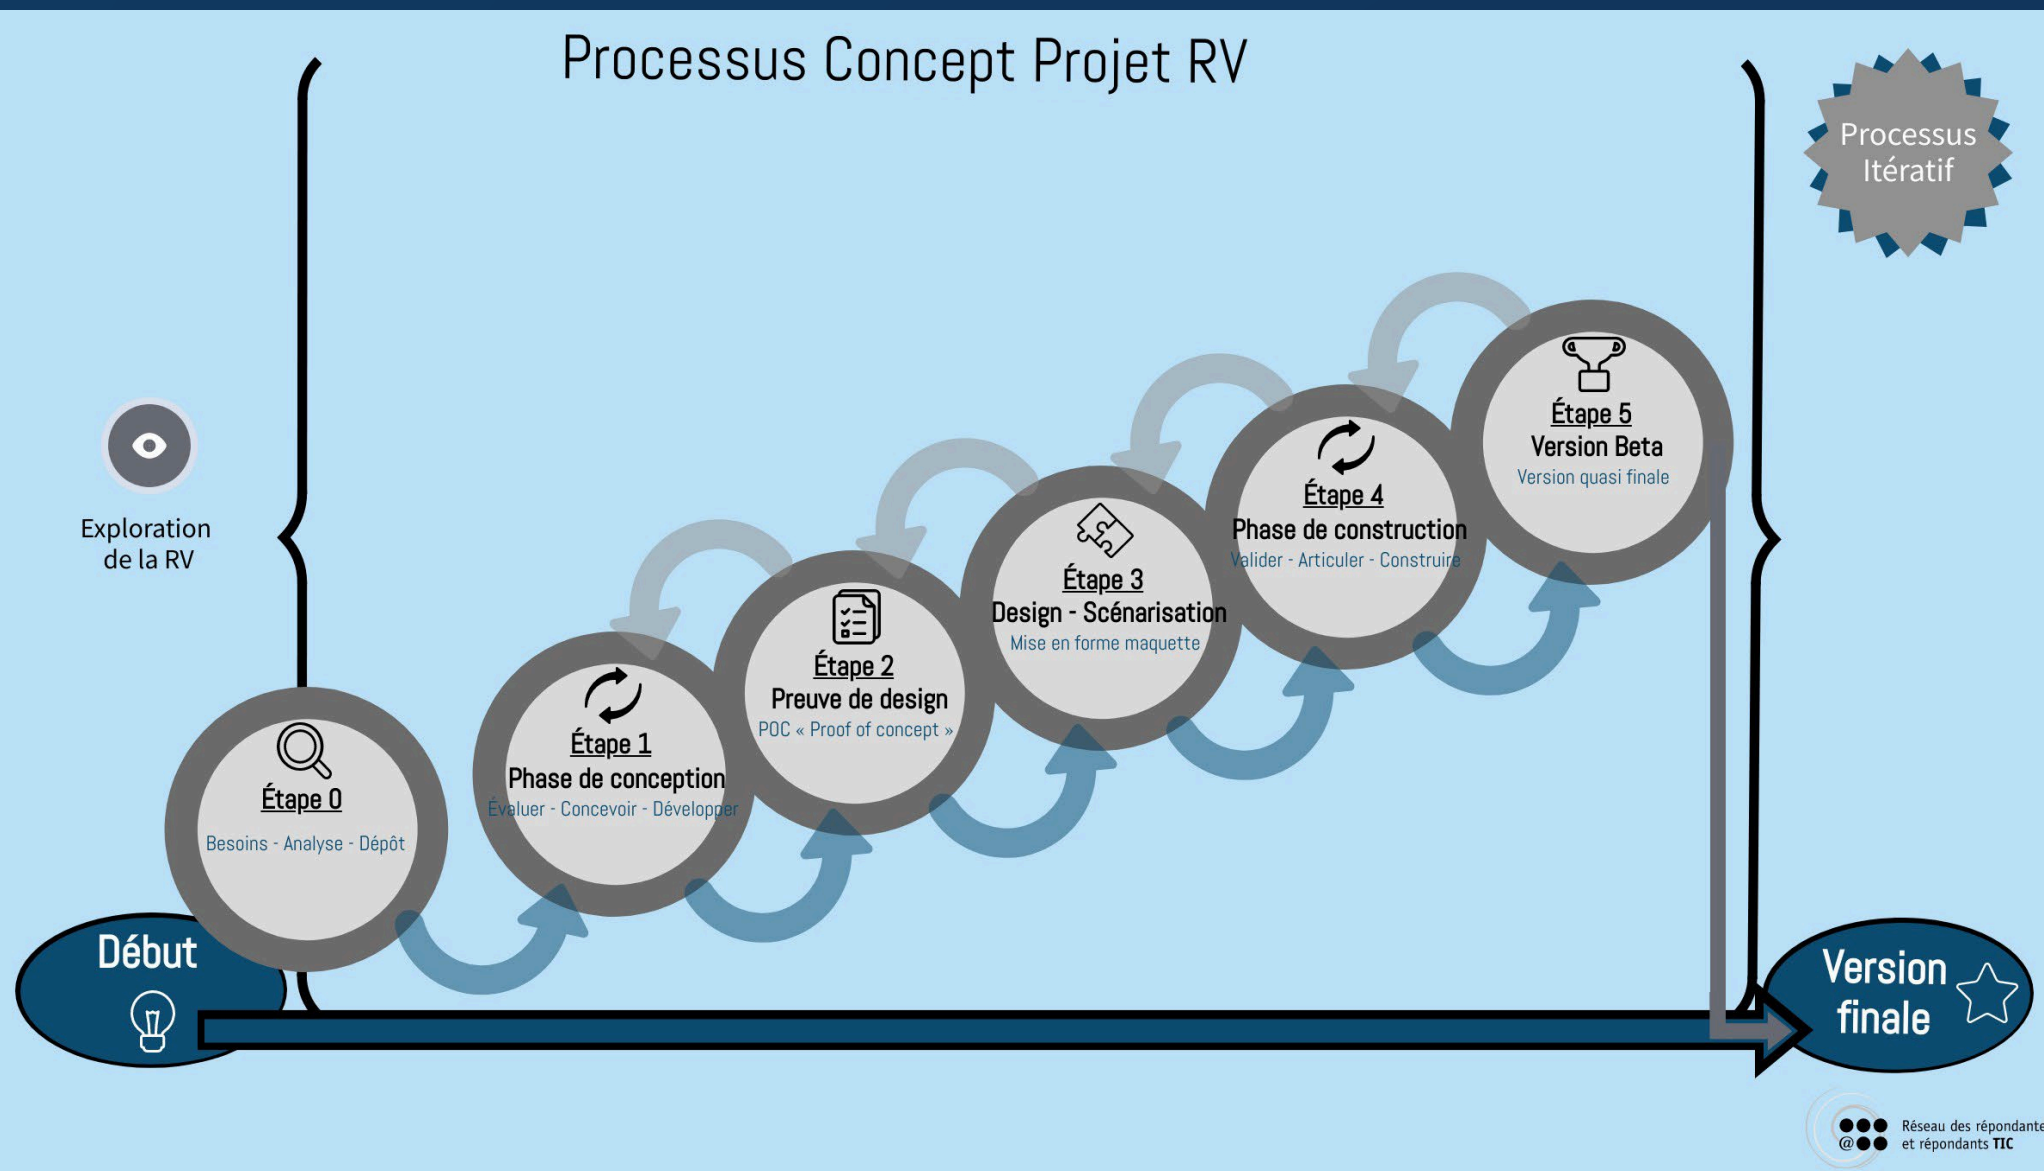 Processus Concept Projet RV
Processus
Itératif
Exploration
de la RV
Début
Étape 0
Besoins - Analyse - Dépôt
Étape 1
Phase de conception
Évaluer - Concevoir - Développer
Étape 2
Preuve de design
POC « Proof of concept »
Étape 3
Design - Scénarisation
Mise en forme maquette
Étape 4
Phase de construction
Valider - Articuler - Construire
Étape 5
Version Beta
Version quasi finale
Version
finale
@
Réseau des répondante
et répondants TIC